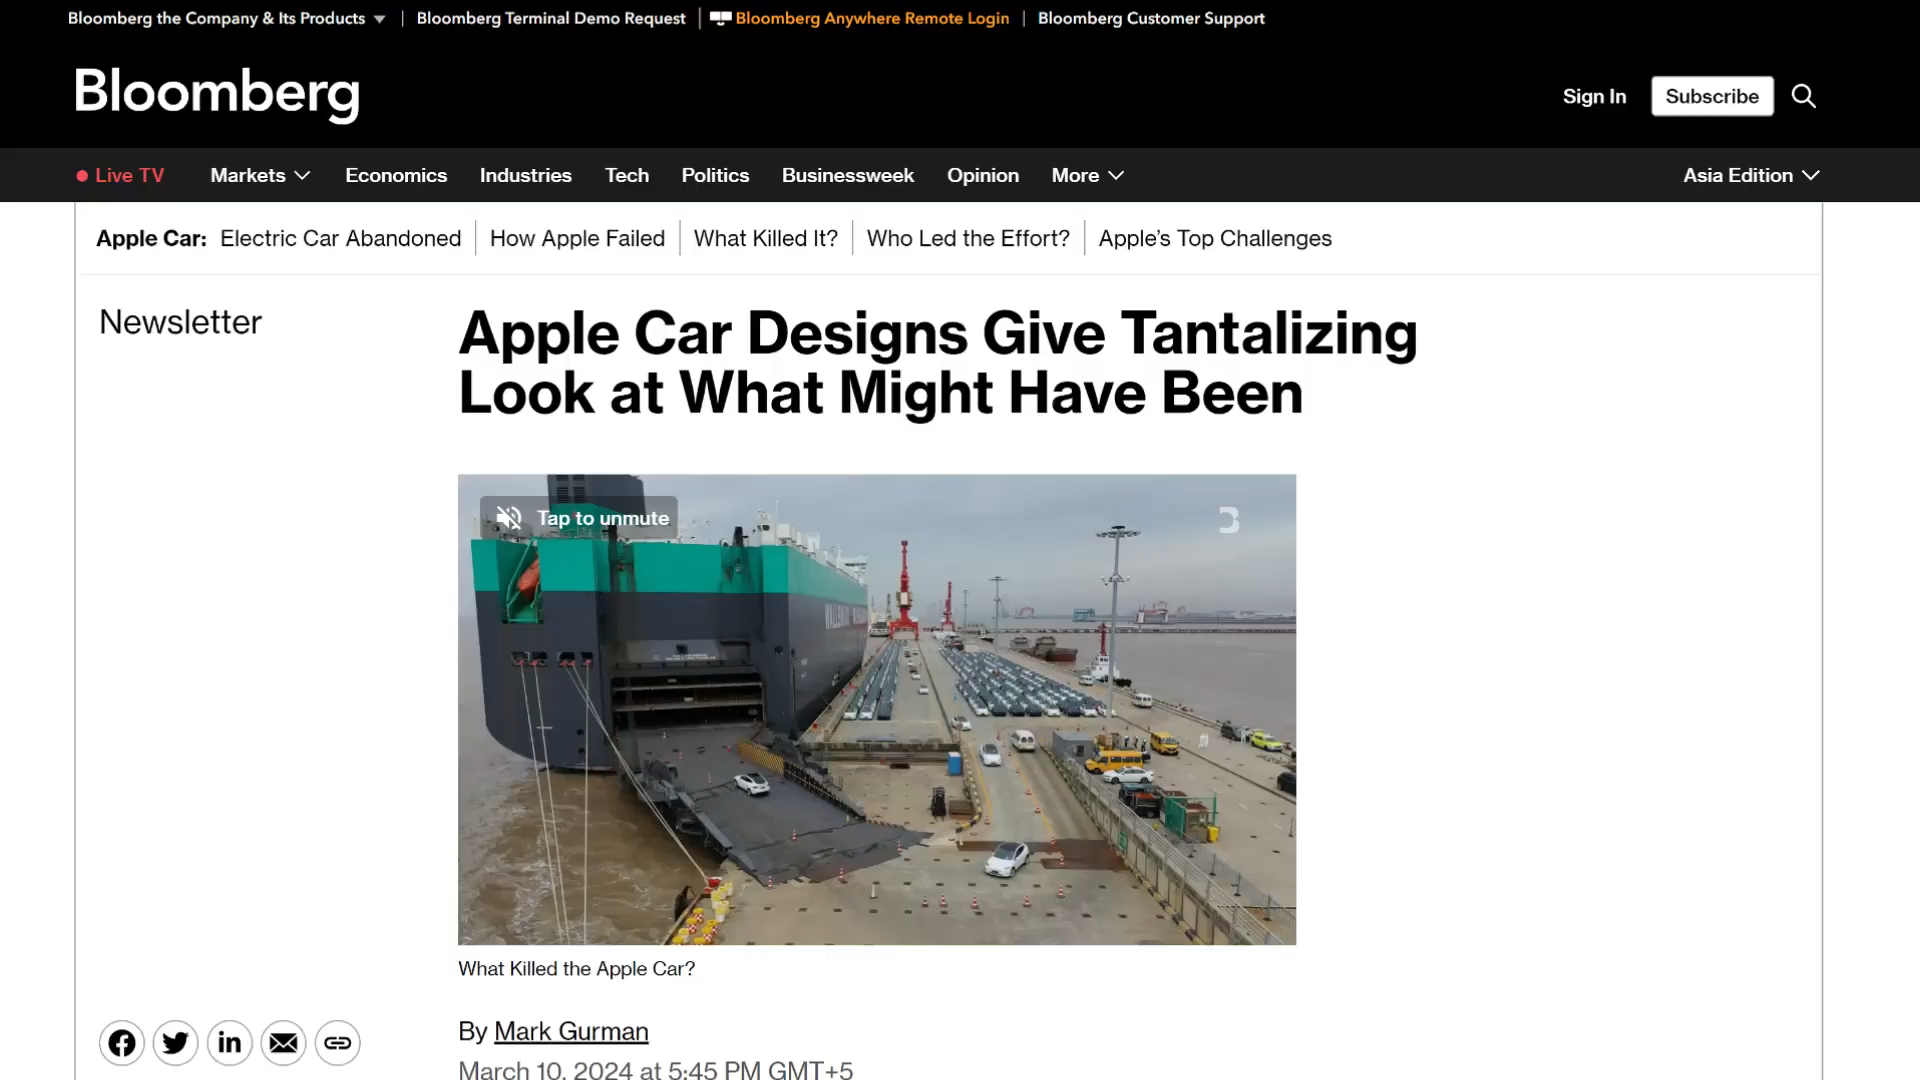 Bloomberg the Company & Its Products
Bloomberg Terminal Demo Request
Bloomberg Anywhere Remote Login
Bloomberg Customer Support
Bloomberg
Sign In
Subscribe
Live TV
Markets
Economics
Industries
Tech
Politics
Businessweek
Opinion
More
Asia Edition
Apple Car:
Electric Car Abandoned
How Apple Failed
What Killed It?
Who Led the Effort?
Apple’s Top Challenges
Newsletter
Apple Car Designs Give Tantalizing
Look at What Might Have Been
Tap to unmute
What Killed the Apple Car?
By Mark Gurman
March 10, 2024 at 5:45 PM GMT+5